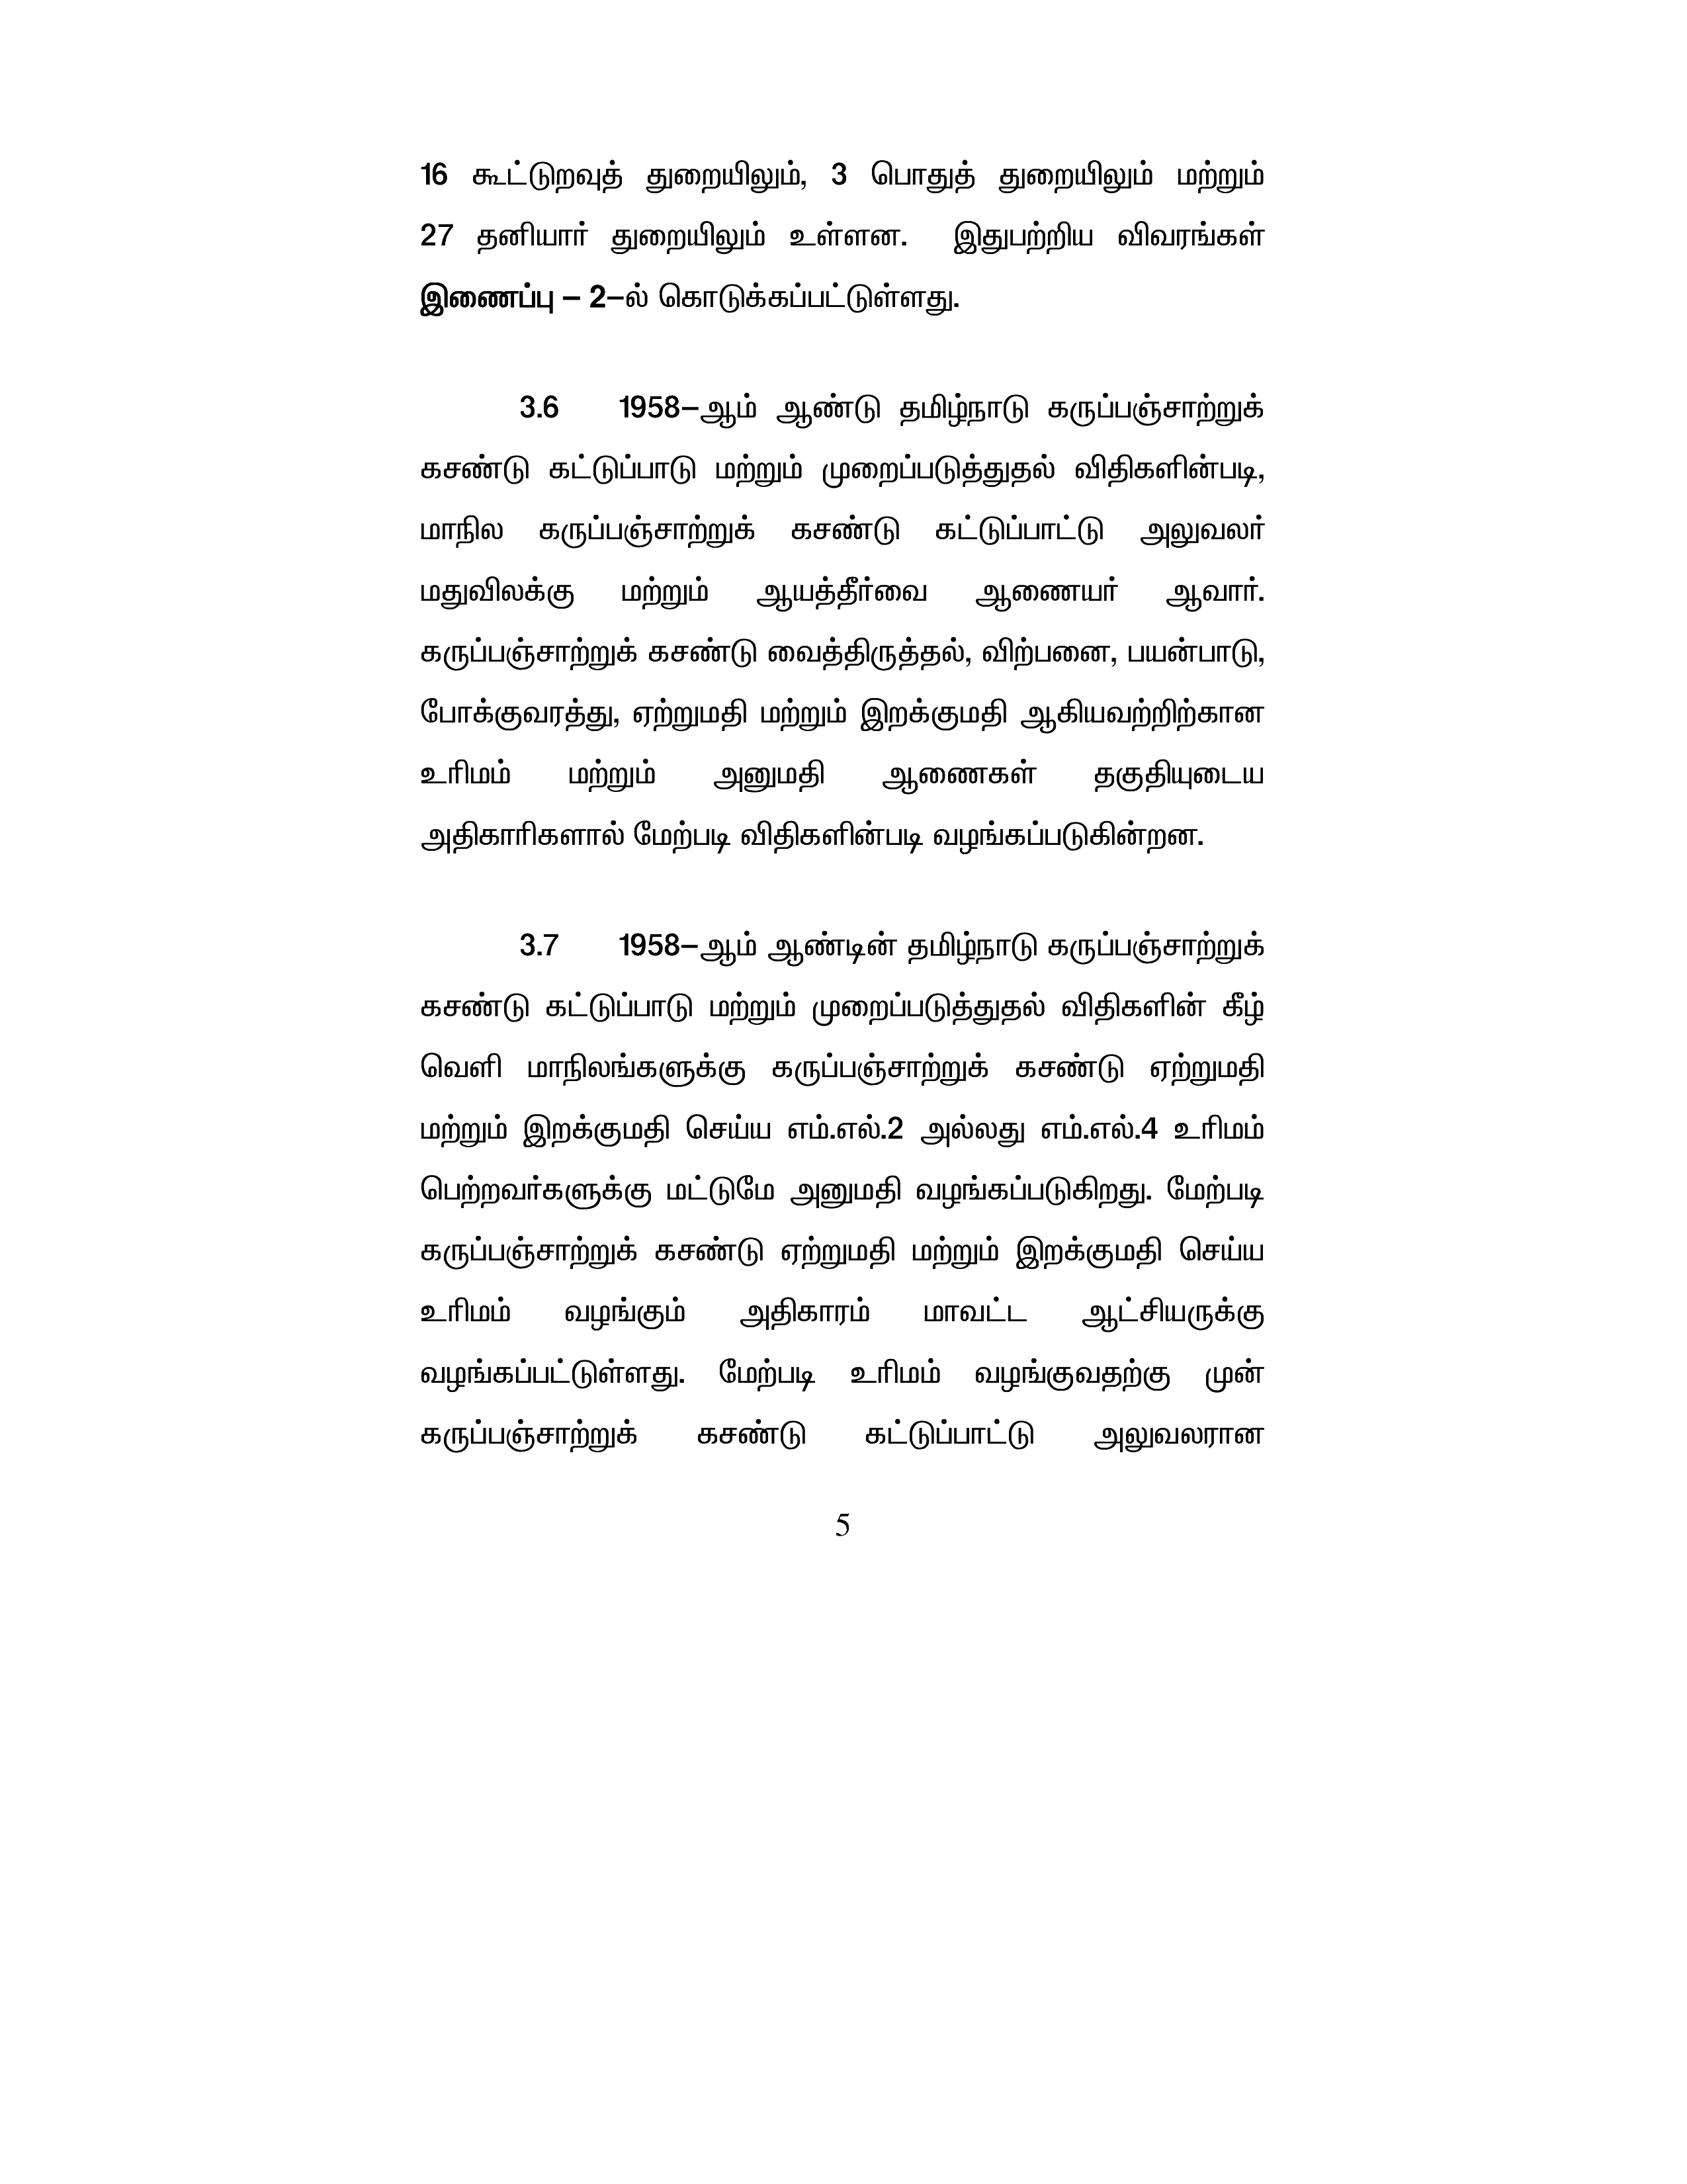 16 கூட்டுறவுத் துறையிலும், 3 பொதுத் துறையிலும் மற்றும்
27 தனியார் துறையிலும் உள்ளன. இதுபற்றிய விவரங்கள்
இணைப்பு – 2–ல் கொடுக்கப்பட்டுள்ளது.
3.6 1958–ஆம் ஆண்டு தமிழ்நாடு கருப்பஞ்சாற்றுக்
கசண்டு கட்டுப்பாடு மற்றும் முறைப்படுத்துதல் விதிகளின்படி,
மாநில கருப்பஞ்சாற்றுக் கசண்டு கட்டுப்பாட்டு அலுவலர்
மதுவிலக்கு மற்றும் ஆயத்தீர்வை ஆணையர் ஆவார்.
கருப்பஞ்சாற்றுக் கசண்டு வைத்திருத்தல், விற்பனை, பயன்பாடு,
போக்குவரத்து, ஏற்றுமதி மற்றும் இறக்குமதி ஆகியவற்றிற்கான
உரிமம் மற்றும் அனுமதி ஆணைகள் தகுதியுடைய
அதிகாரிகளால் மேற்படி விதிகளின்படி வழங்கப்படுகின்றன.
3.7 1958–ஆம் ஆண்டின் தமிழ்நாடு கருப்பஞ்சாற்றுக்
கசண்டு கட்டுப்பாடு மற்றும் முறைப்படுத்துதல் விதிகளின் கீழ்
வெளி மாநிலங்களுக்கு கருப்பஞ்சாற்றுக் கசண்டு ஏற்றுமதி
மற்றும் இறக்குமதி செய்ய எம்.எல்.2 அல்லது எம்.எல்.4 உரிமம்
பெற்றவர்களுக்கு மட்டுமே அனுமதி வழங்கப்படுகிறது. மேற்படி
கருப்பஞ்சாற்றுக் கசண்டு ஏற்றுமதி மற்றும் இறக்குமதி செய்ய
உரிமம் வழங்கும் அதிகாரம் மாவட்ட ஆட்சியருக்கு
வழங்கப்பட்டுள்ளது. மேற்படி உரிமம் வழங்குவதற்கு முன்
கருப்பஞ்சாற்றுக் கசண்டு கட்டுப்பாட்டு அலுவலரான
5